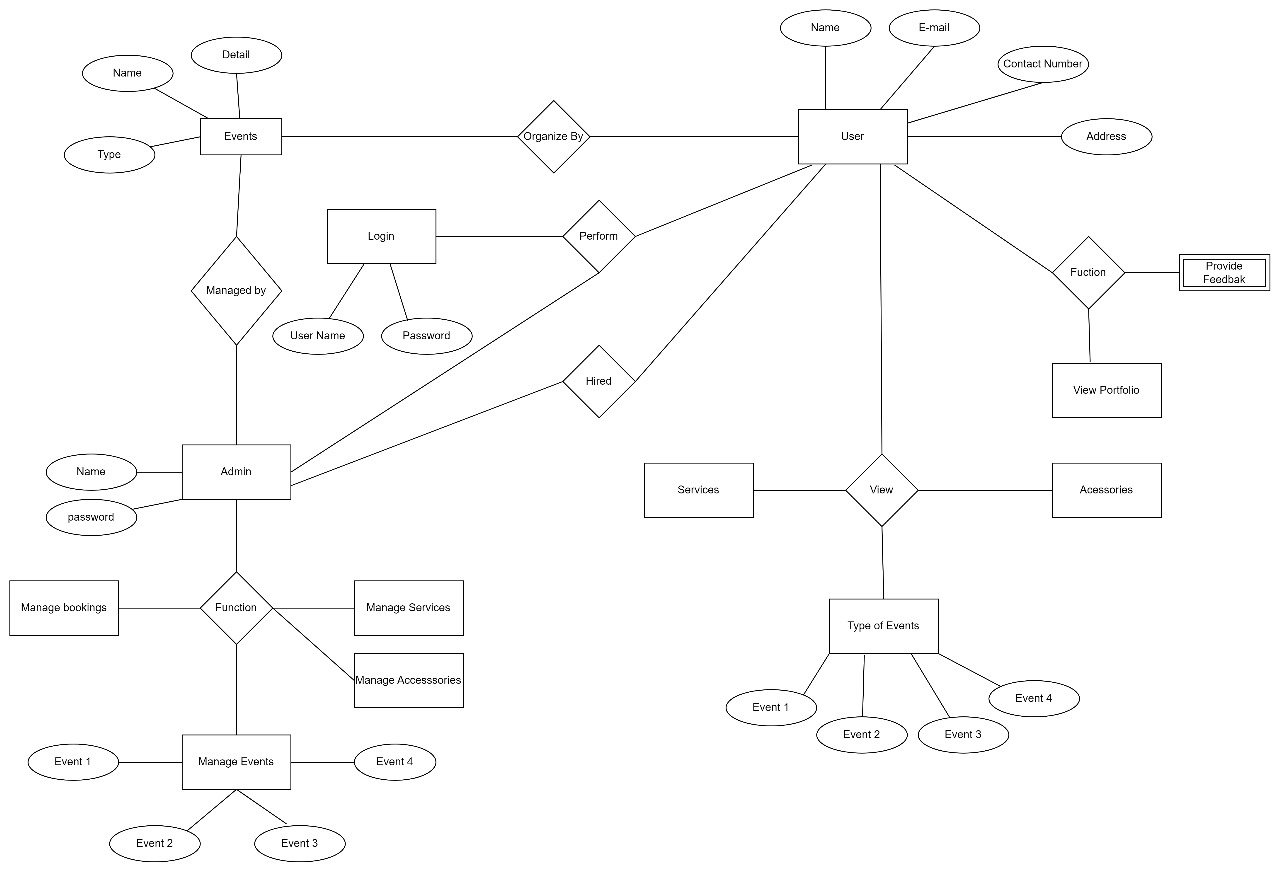 Name
E-mail
Detail
Contact Number
Name
Events
Organize By
User
Address
Type
Login
Perform
Fuction
Provide
Feedbak
Managed by
User Name
Password
Hired
View Portfolio
Name
Admin
Services
View
Acessories
password
Manage bookings
Function
Manage Services
Type of Events
Manage Accesssories
Event 1
Event 4
Event 2
Event 3
Event 1
Manage Events
Event 4
Event 2
Event 3